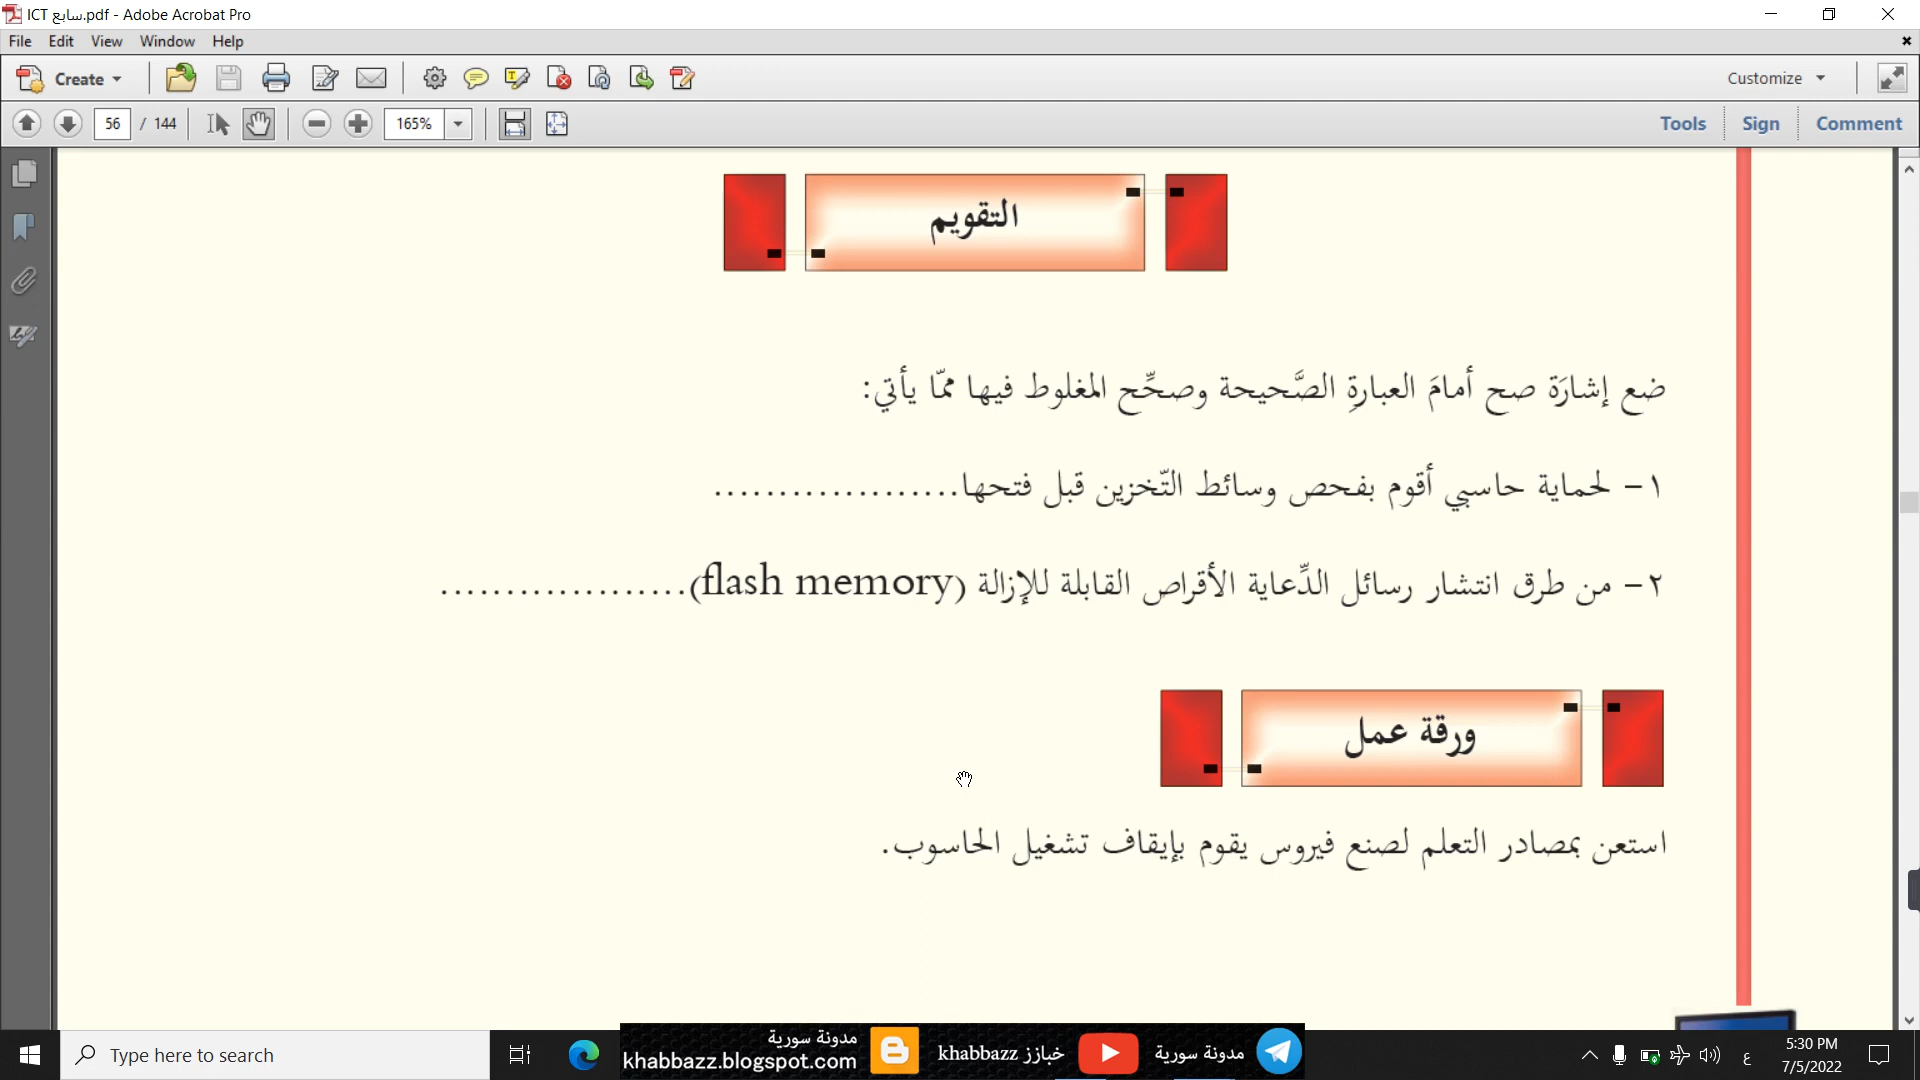 ICT سابع.pdf - Adobe Acrobat Pro
File Edit View Window Help
Create
Customize
56 / 144
165%
Tools Sign Comment
التقويم
ضع إشارَة صح أمامَ العبارةِ الصَّحيحة وصحِّح المغلوط فيها ممّا يأتي:
١- لحماية حاسبي أقوم بفحص وسائط التّخزين قبل فتحها...................
٢- من طرق انتشار رسائل الدِّعاية الأقراص القابلة للإزالة (flash memory)...................
ورقة عمل
استعن بمصادر التعلم لصنع فيروس يقوم بإيقاف تشغيل الحاسوب.
Type here to search
مدونة سورية
khabbazz.blogspot.com
خبازز khabbazz
مدونة سورية
ع
5:30 PM
7/5/2022